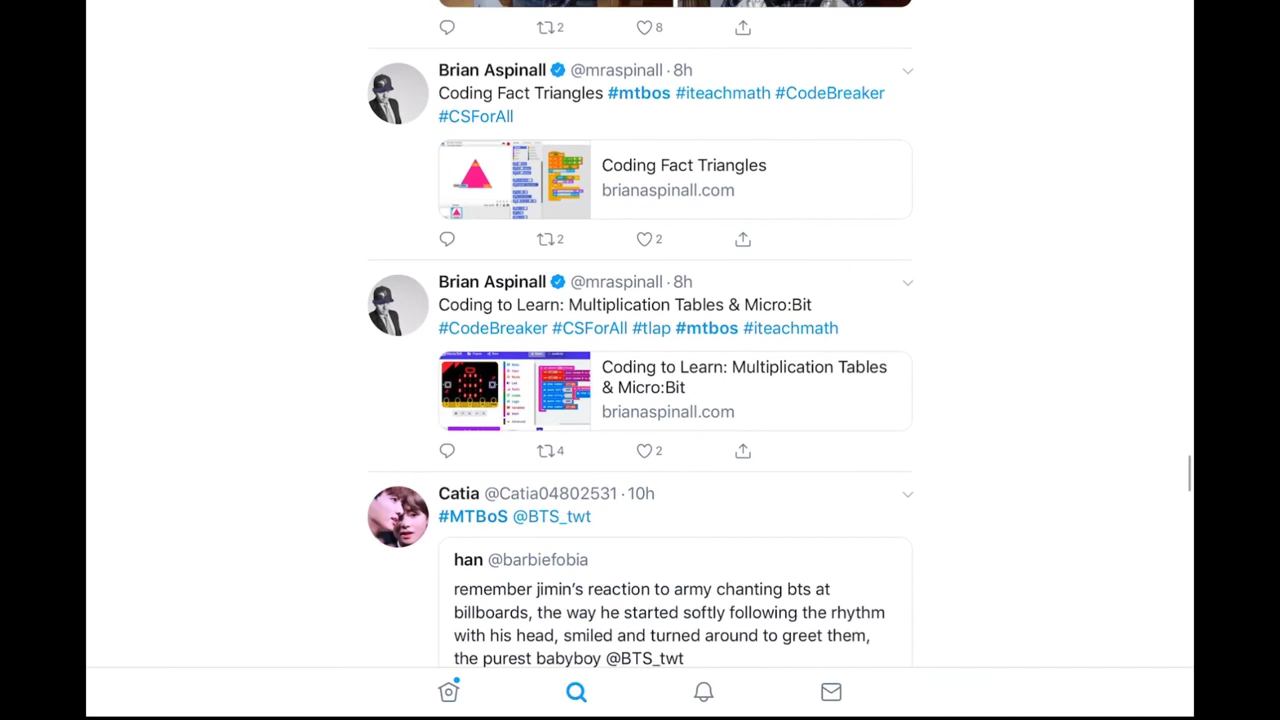 2 8
Brian Aspinall @mraspinall · 8h
Coding Fact Triangles #mtbos #iteachmath #CodeBreaker
#CSForAll
Coding Fact Triangles
brianaspinall.com
2 2
Brian Aspinall @mraspinall · 8h
Coding to Learn: Multiplication Tables & Micro:Bit
#CodeBreaker #CSForAll #tlap #mtbos #iteachmath
Coding to Learn: Multiplication Tables
& Micro:Bit
brianaspinall.com
4 2
Catia @Catia04802531 · 10h
#MTBoS @BTS_twt
han @barbiefobia
remember jimin’s reaction to army chanting bts at
billboards, the way he started softly following the rhythm
with his head, smiled and turned around to greet them,
the purest babyboy @BTS_twt